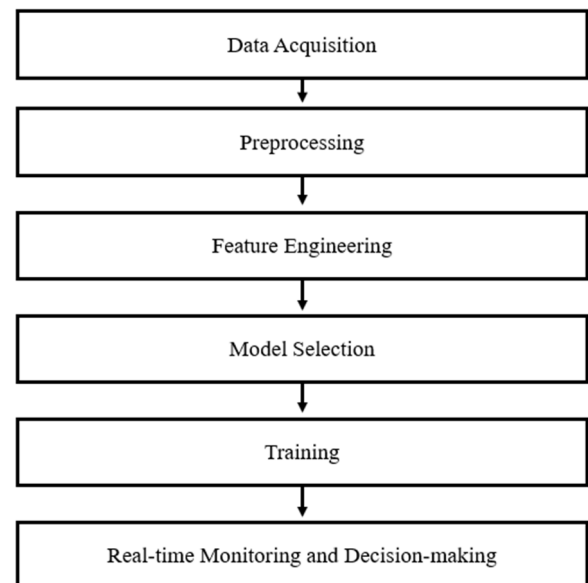 Data Acquisition
Preprocessing
Feature Engineering
Model Selection
Training
Real-time Monitoring and Decision-making